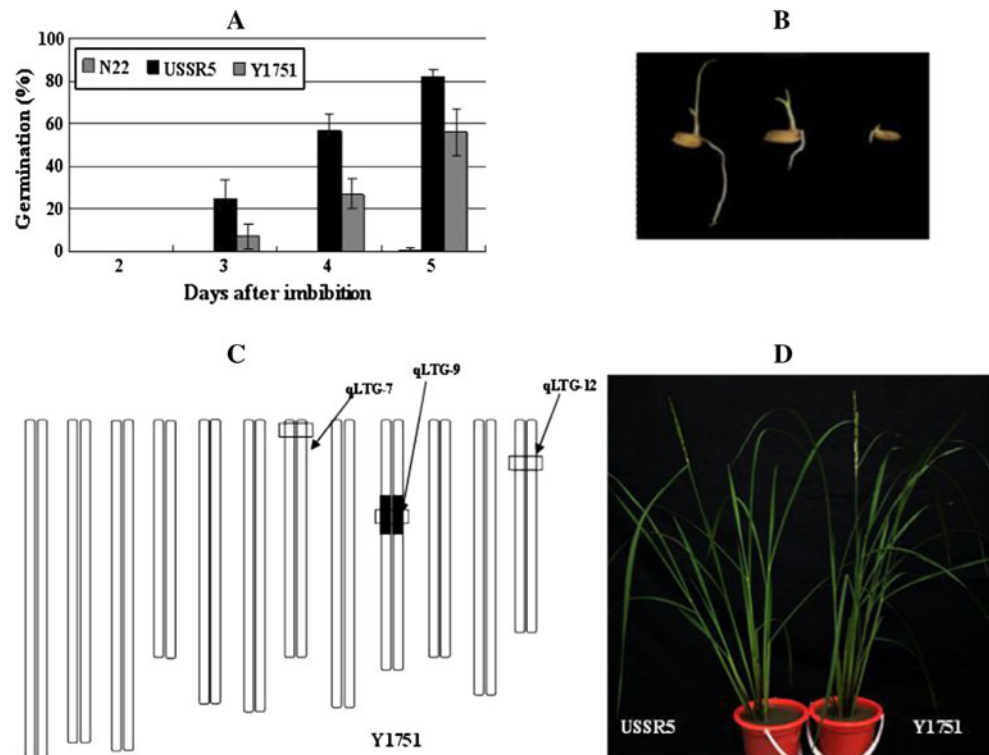 A
B
100
80
60
40
20
0
Germination (%)
N22 USSR5 Y1751
2 3 4 5
Days after imbibition
C
D
qLTG-7
qLTG-9
qLTG-12
Y1751
USSR5
Y1751